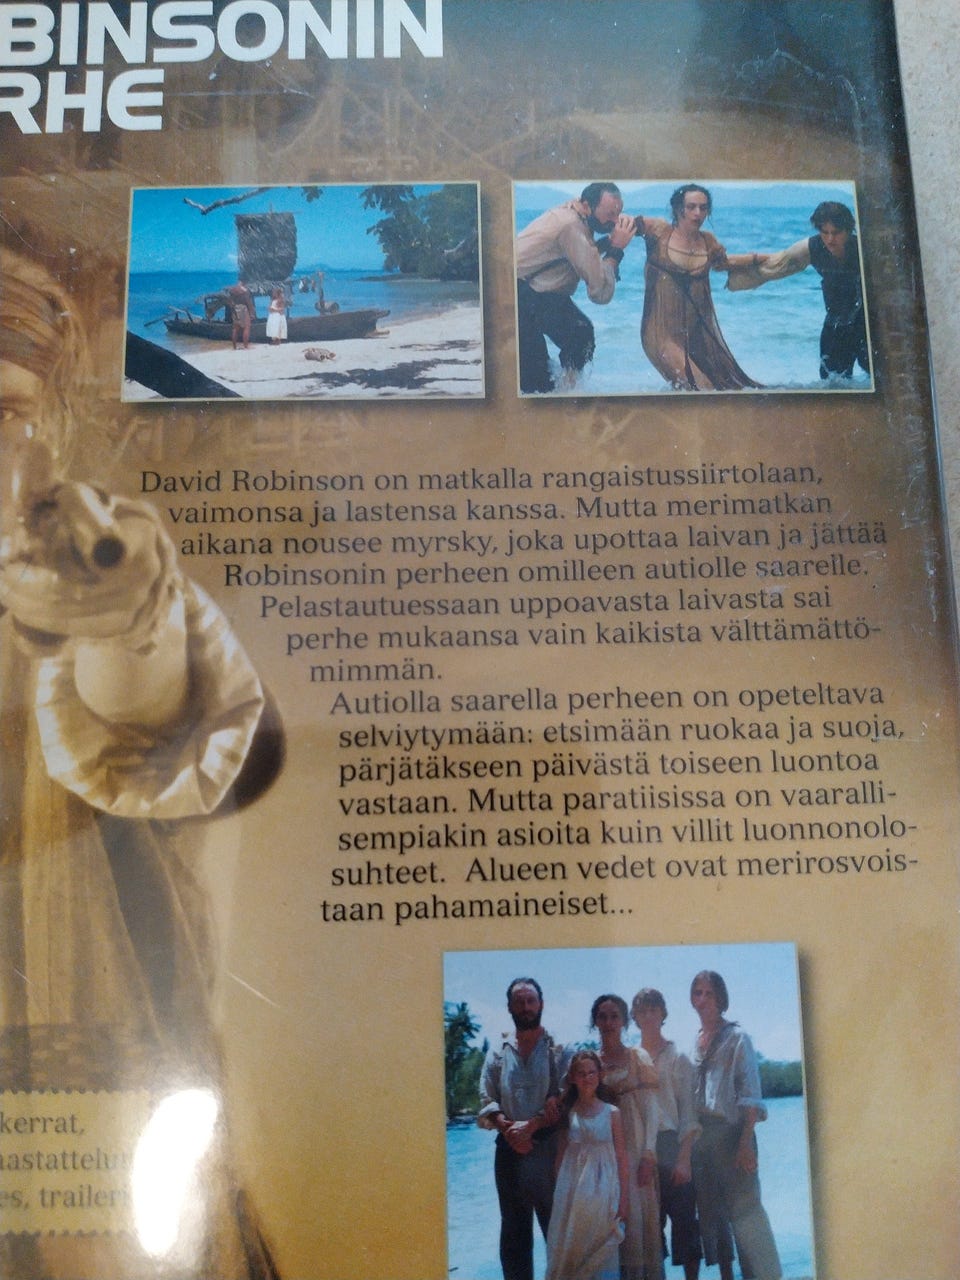 BINSONIN
RHE
David Robinson on matkalla rangaistussiirtolaan,
vaimonsa ja lastensa kanssa. Mutta merimatkan
aikana nousee myrsky, joka upottaa laivan ja jättää
Robinsonin perheen omilleen autiolle saarelle.
Pelastautuessaan uppoavasta laivasta sai
perhe mukaansa vain kaikista välttämättö-
mimmän.
Autiolla saarella perheen on opeteltava
selviytymään: etsimään ruokaa ja suoja,
pärjätäkseen päivästä toiseen luontoa
vastaan. Mutta paratiisissa on vaaralli-
sempiakin asioita kuin villit luonnonolo-
suhteet. Alueen vedet ovat merirosvois-
taan pahamaineiset...
kerrat,
aastattelu
es, traileri